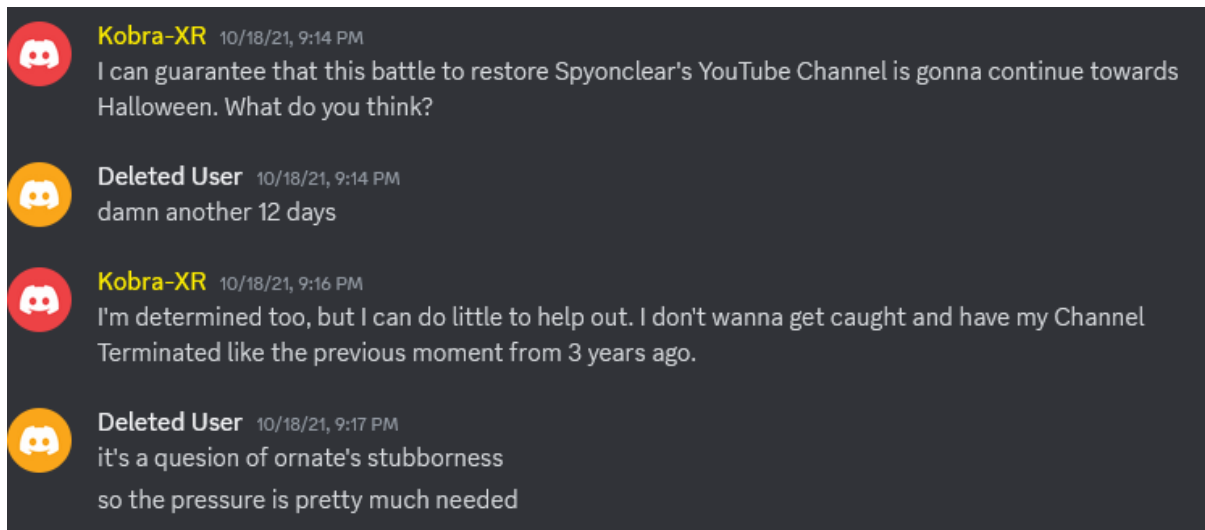 Kobra-XR 10/18/21, 9:14 PM
I can guarantee that this battle to restore Spyonclear's YouTube Channel is gonna continue towards
Halloween. What do you think?
Deleted User 10/18/21, 9:14 PM
damn another 12 days
Kobra-XR 10/18/21, 9:16 PM
I'm determined too, but I can do little to help out. I don't wanna get caught and have my Channel
Terminated like the previous moment from 3 years ago.
Deleted User 10/18/21, 9:17 PM
it's a quesion of ornate's stubborness
so the pressure is pretty much needed